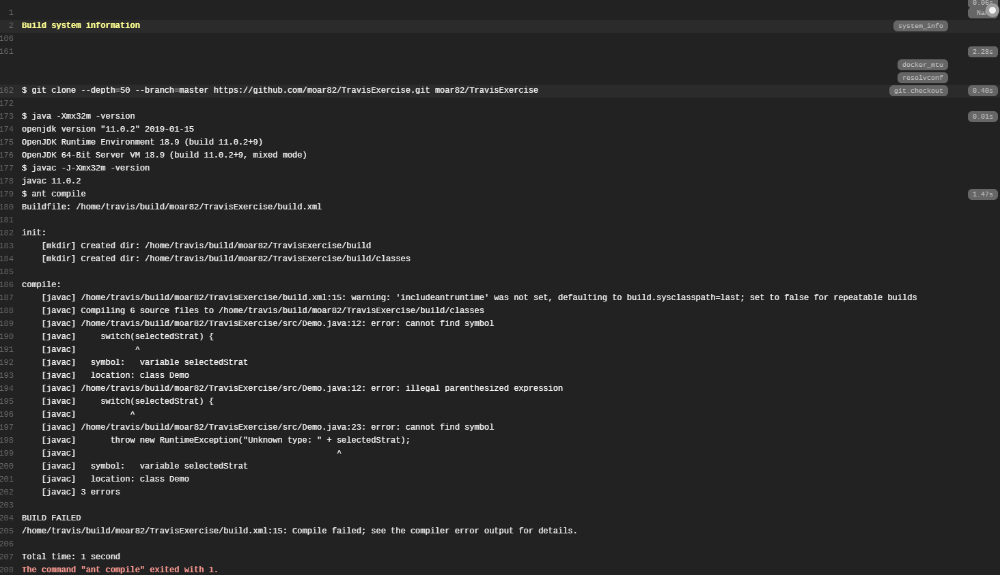 0.06s
1
2 Build system information system_info
106
161 2.28s
docker_mtu
resolvconf
162 $ git clone --depth=50 --branch=master https://github.com/moar82/TravisExercise.git moar82/TravisExercise git.checkout 0.40s
172
173 $ java -Xmx32m -version 0.01s
174 openjdk version "11.0.2" 2019-01-15
175 OpenJDK Runtime Environment 18.9 (build 11.0.2+9)
176 OpenJDK 64-Bit Server VM 18.9 (build 11.0.2+9, mixed mode)
177 $ javac -J-Xmx32m -version
178 javac 11.0.2
179 $ ant compile 1.47s
180 Buildfile: /home/travis/build/moar82/TravisExercise/build.xml
181
182 init:
183     [mkdir] Created dir: /home/travis/build/moar82/TravisExercise/build
184     [mkdir] Created dir: /home/travis/build/moar82/TravisExercise/build/classes
185
186 compile:
187     [javac] /home/travis/build/moar82/TravisExercise/build.xml:15: warning: 'includeantruntime' was not set, defaulting to build.sysclasspath=last; set to false for repeatable builds
188     [javac] Compiling 6 source files to /home/travis/build/moar82/TravisExercise/build/classes
189     [javac] /home/travis/build/moar82/TravisExercise/src/Demo.java:12: error: cannot find symbol
190     [javac]     switch(selectedStrat) {
191     [javac]            ^
192     [javac]   symbol:   variable selectedStrat
193     [javac]   location: class Demo
194     [javac] /home/travis/build/moar82/TravisExercise/src/Demo.java:12: error: illegal parenthesized expression
195     [javac]     switch(selectedStrat) {
196     [javac]           ^
197     [javac] /home/travis/build/moar82/TravisExercise/src/Demo.java:23: error: cannot find symbol
198     [javac]       throw new RuntimeException("Unknown type: " + selectedStrat);
199     [javac]                                                     ^
200     [javac]   symbol:   variable selectedStrat
201     [javac]   location: class Demo
202     [javac] 3 errors
203
204 BUILD FAILED
205 /home/travis/build/moar82/TravisExercise/build.xml:15: Compile failed; see the compiler error output for details.
206
207 Total time: 1 second
208 The command "ant compile" exited with 1.